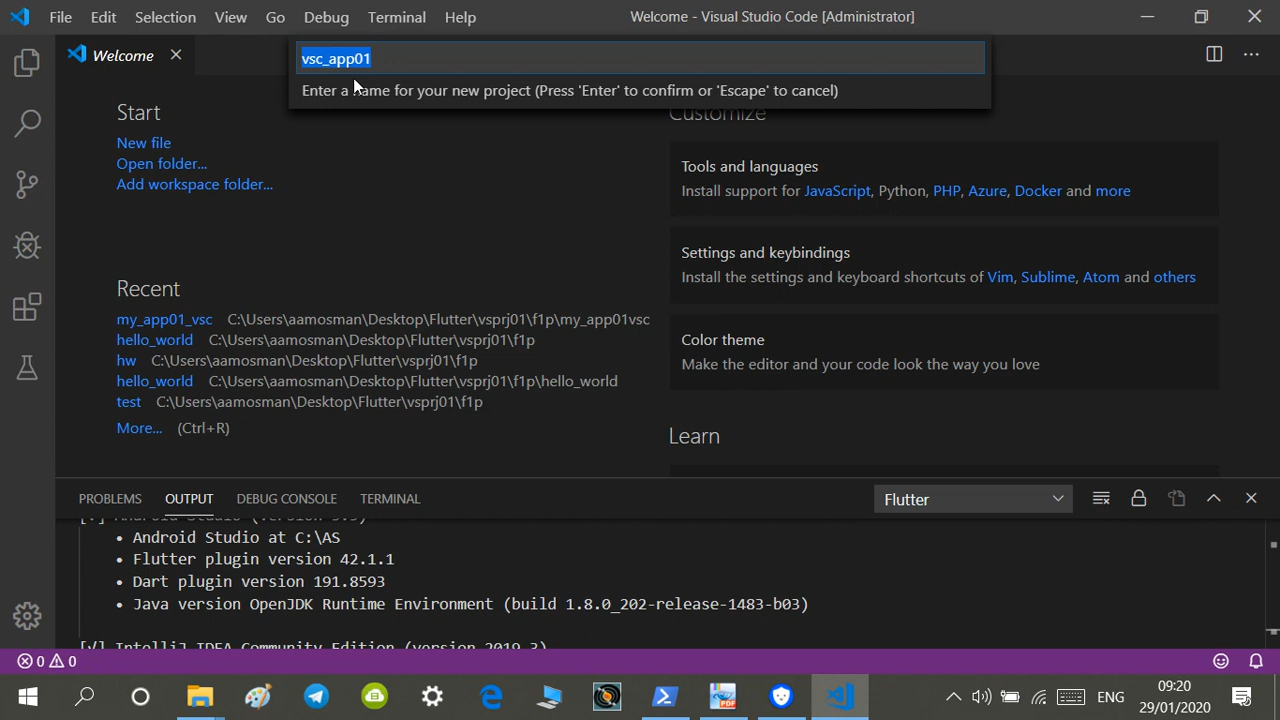 File Edit Selection View Go Debug Terminal Help
Welcome - Visual Studio Code [Administrator]
Welcome
vsc_app01
Enter a name for your new project (Press 'Enter' to confirm or 'Escape' to cancel)
Start
New file
Open folder...
Add workspace folder...
Recent
my_app01_vsc C:\Users\aamosman\Desktop\Flutter\vsprj01\f1p\my_app01vsc
hello_world C:\Users\aamosman\Desktop\Flutter\vsprj01\f1p
hw C:\Users\aamosman\Desktop\Flutter\vsprj01\f1p
hello_world C:\Users\aamosman\Desktop\Flutter\vsprj01\f1p\hello_world
test C:\Users\aamosman\Desktop\Flutter\vsprj01\f1p
More... (Ctrl+R)
Customize
Tools and languages
Install support for JavaScript, Python, PHP, Azure, Docker and more
Settings and keybindings
Install the settings and keyboard shortcuts of Vim, Sublime, Atom and others
Color theme
Make the editor and your code look the way you love
Learn
PROBLEMS OUTPUT DEBUG CONSOLE TERMINAL
Flutter
• Android Studio at C:\AS
• Flutter plugin version 42.1.1
• Dart plugin version 191.8593
• Java version OpenJDK Runtime Environment (build 1.8.0_202-release-1483-b03)
[√] IntelliJ IDEA Community Edition (version 2019.3)
0 0
PDF
ENG
09:20
29/01/2020